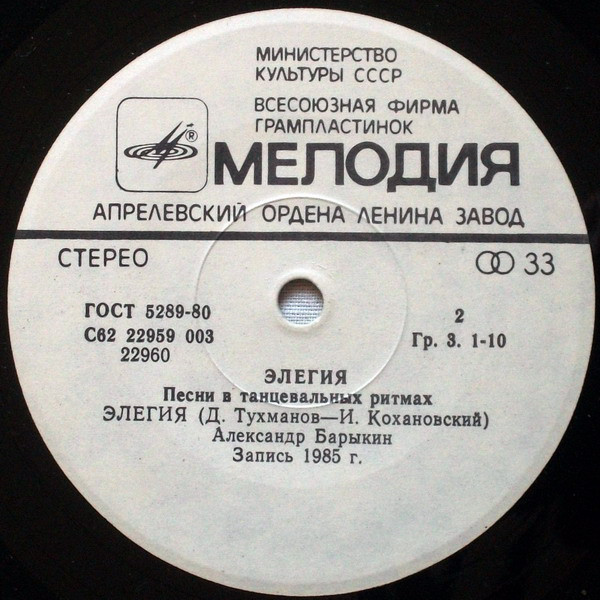 МИНИСТЕРСТВО
КУЛЬТУРЫ СССР
ВСЕСОЮЗНАЯ ФИРМА
ГРАМПЛАСТИНОК
®
МЕЛОДИЯ
АПРЕЛЕВСКИЙ ОРДЕНА ЛЕНИНА ЗАВОД
СТЕРЕО
33
ГОСТ 5289-80
С62 22959 003
22960
2
Гр. 3. 1-10
ЭЛЕГИЯ
Песни в танцевальных ритмах
ЭЛЕГИЯ (Д. Тухманов—И. Кохановский)
Александр Барыкин
Запись 1985 г.